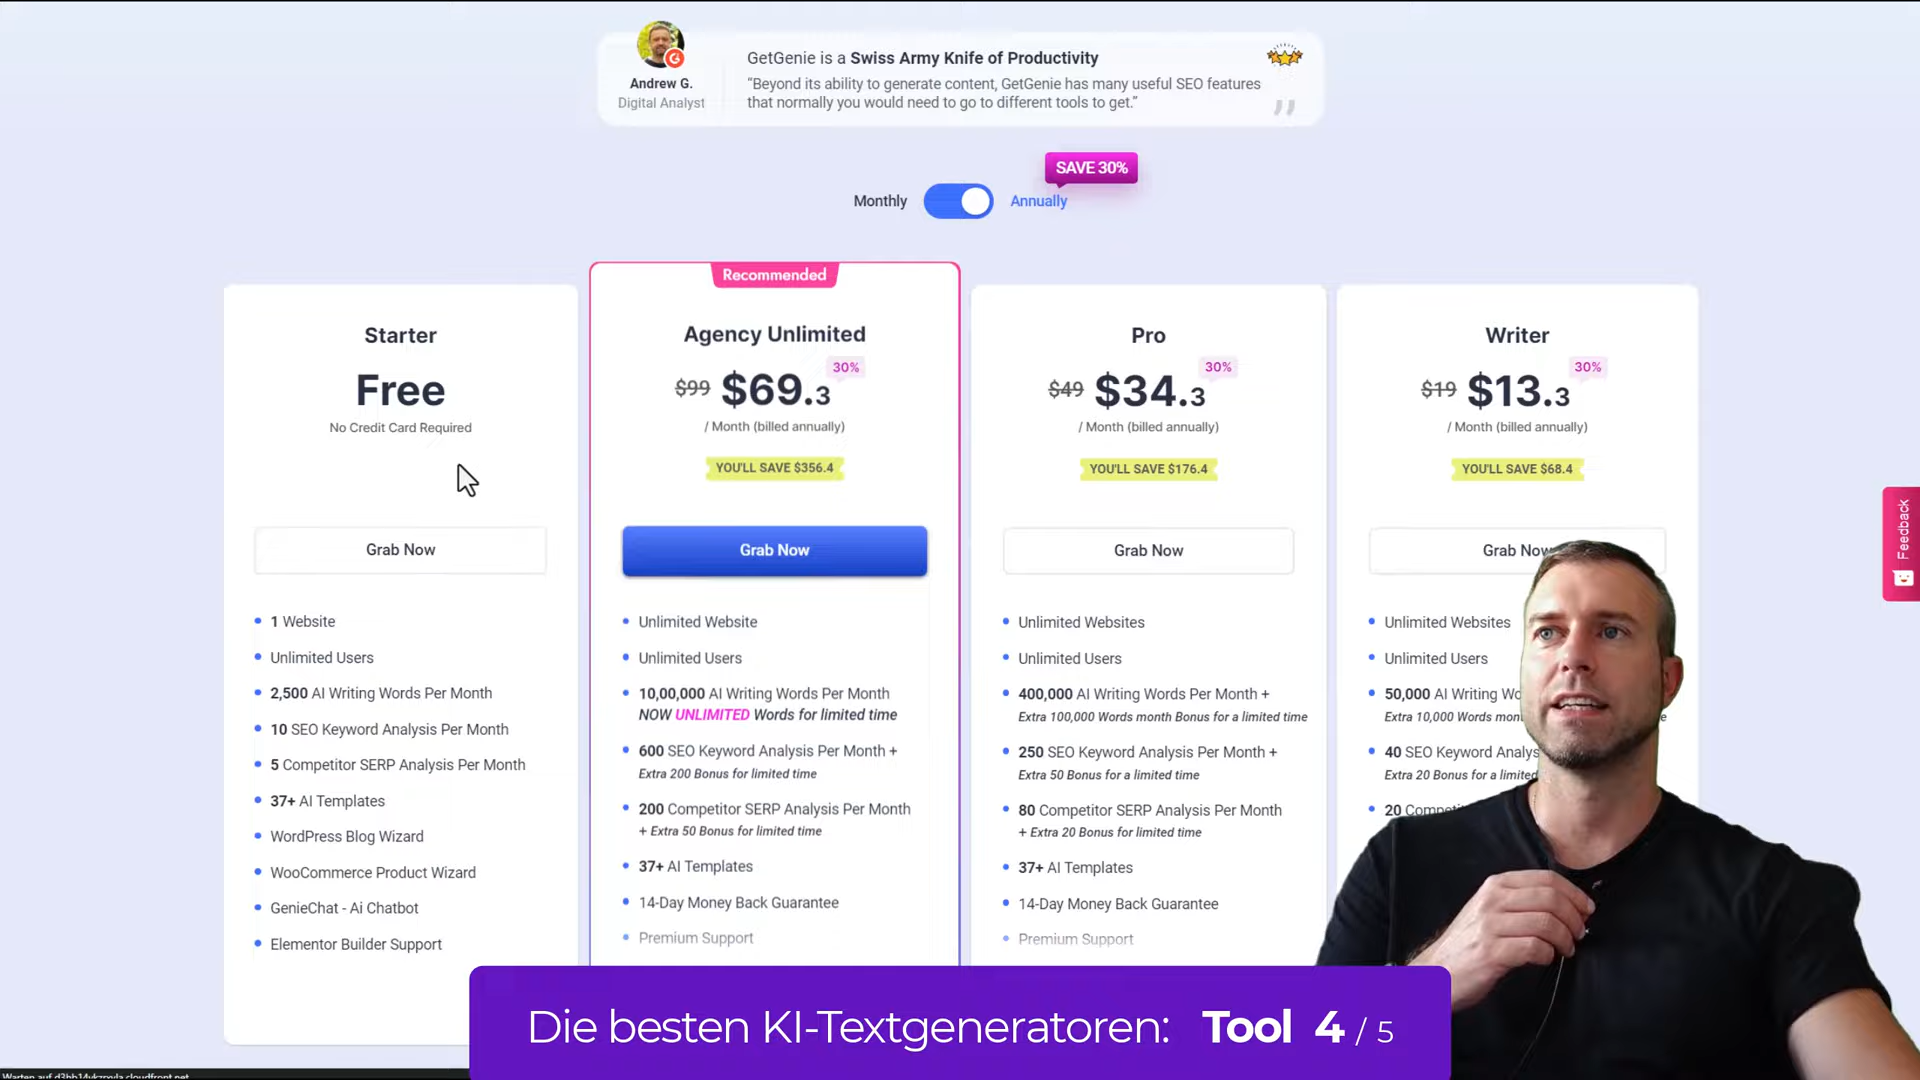 GetGenie is a Swiss Army Knife of Productivity
"Beyond its ability to generate content, GetGenie has many useful SEO features
that normally you would need to go to different tools to get."
Andrew G.
Digital Analyst
SAVE 30%
Monthly
Annually
Starter
Free
No Credit Card Required
Grab Now
1 Website
Unlimited Users
2,500 AI Writing Words Per Month
10 SEO Keyword Analysis Per Month
5 Competitor SERP Analysis Per Month
37+ AI Templates
WordPress Blog Wizard
WooCommerce Product Wizard
GenieChat - Ai Chatbot
Elementor Builder Support
Recommended
Agency Unlimited
30%
$99 $69.3
/ Month (billed annually)
YOU'LL SAVE $356.4
Grab Now
Unlimited Website
Unlimited Users
10,00,000 AI Writing Words Per Month
NOW UNLIMITED Words for limited time
600 SEO Keyword Analysis Per Month +
Extra 200 Bonus for limited time
200 Competitor SERP Analysis Per Month
+ Extra 50 Bonus for limited time
37+ AI Templates
14-Day Money Back Guarantee
Premium Support
Pro
30%
$49 $34.3
/ Month (billed annually)
YOU'LL SAVE $176.4
Grab Now
Unlimited Websites
Unlimited Users
400,000 AI Writing Words Per Month +
Extra 100,000 Words month Bonus for a limited time
250 SEO Keyword Analysis Per Month +
Extra 50 Bonus for a limited time
80 Competitor SERP Analysis Per Month
+ Extra 20 Bonus for limited time
37+ AI Templates
14-Day Money Back Guarantee
Premium Support
Writer
30%
$19 $13.3
/ Month (billed annually)
YOU'LL SAVE $68.4
Grab Now
Unlimited Websites
Unlimited Users
50,000 AI Writing
Extra 10,000 Words
40 SEO Keyword
Extra 20 Bonus for a limited
20
Feedback
Die besten KI-Textgeneratoren: Tool 4 / 5